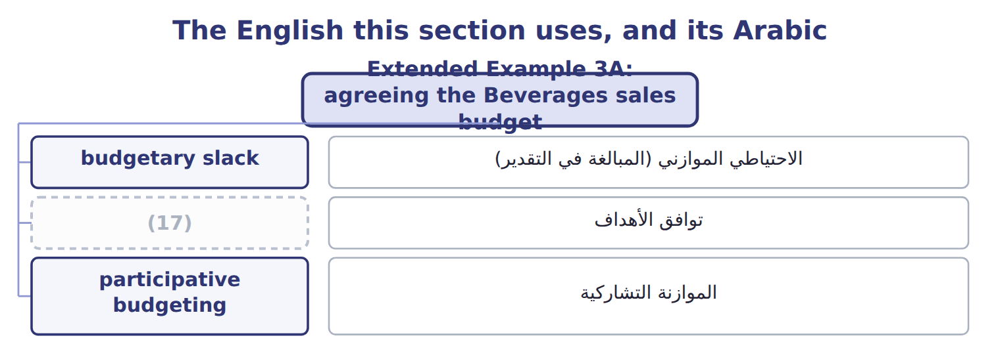 The English this section uses, and its Arabic
Extended Example 3A:
agreeing the Beverages sales
budget
budgetary slack
الاحتياطي الموازني (المبالغة في التقدير)
(17)
توافق الأهداف
participative
budgeting
الموازنة التشاركية